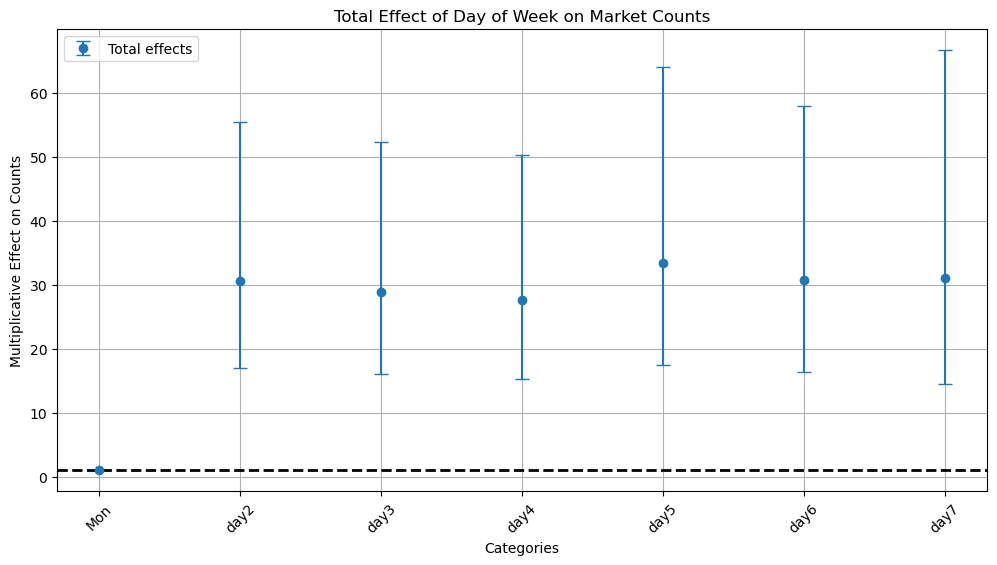 Total Effect of Day of Week on Market Counts
Total effects
Multiplicative Effect on Counts
60
50
40
30
20
10
0
Mon
day2
day3
day4
day5
day6
day7
Categories